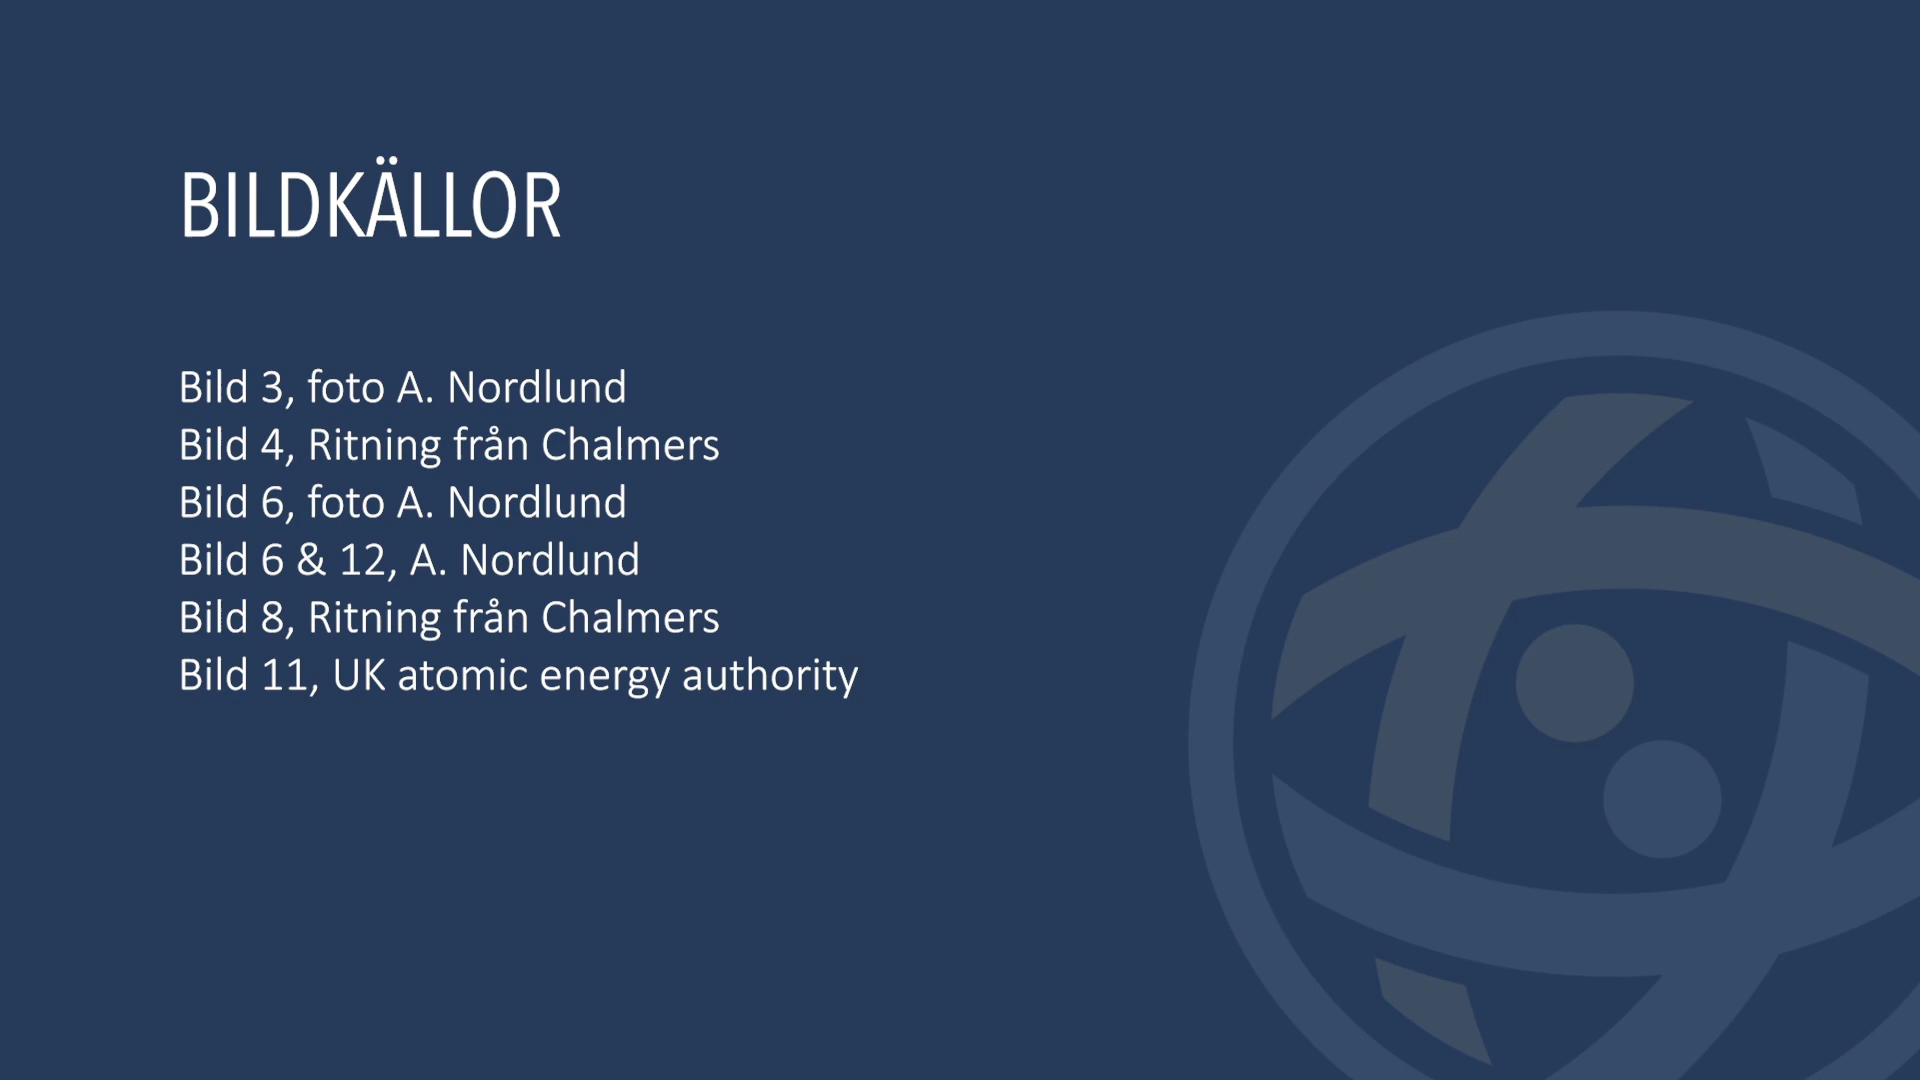 BILDKÄLLOR
Bild 3, foto A. Nordlund
Bild 4, Ritning från Chalmers
Bild 6, foto A. Nordlund
Bild 6 & 12, A. Nordlund
Bild 8, Ritning från Chalmers
Bild 11, UK atomic energy authority